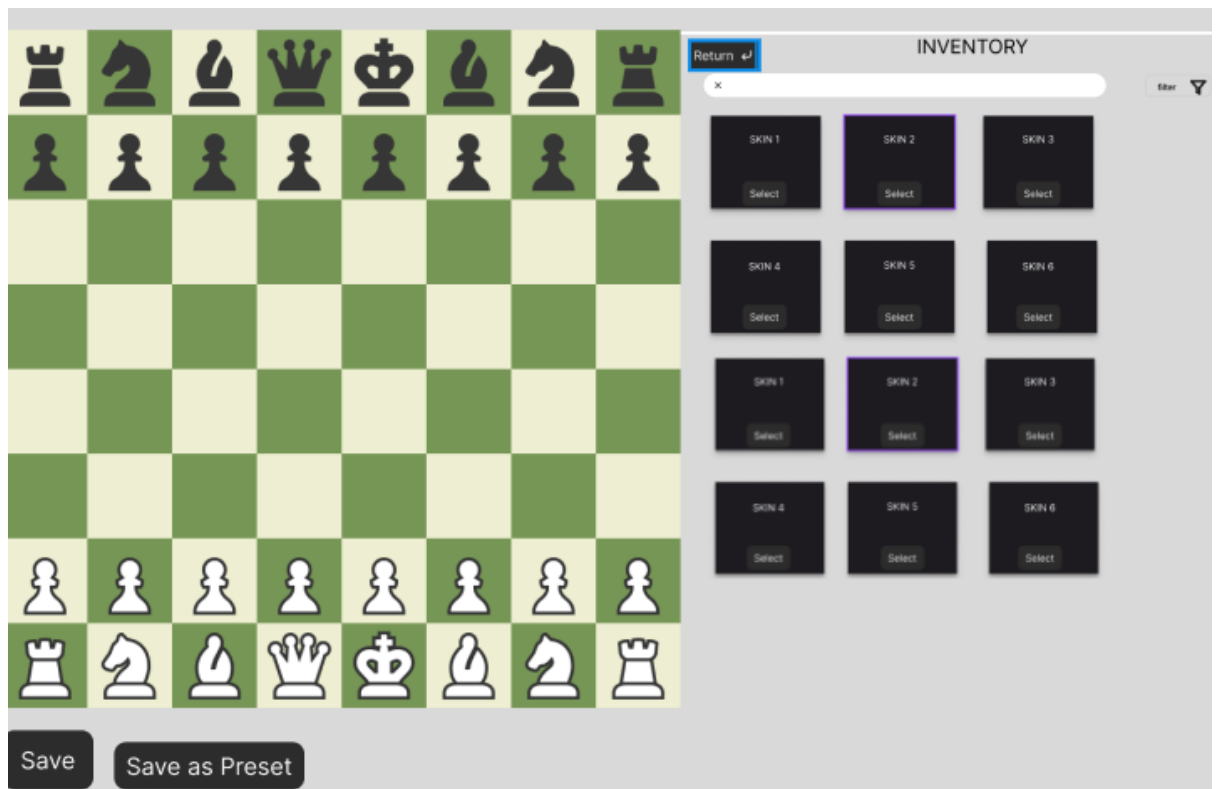 Return ↵
INVENTORY
×
filter
SKIN 1
SKIN 2
SKIN 3
Select
Select
Select
SKIN 4
SKIN 5
SKIN 6
Select
Select
Select
SKIN 1
SKIN 2
SKIN 3
Select
Select
Select
SKIN 4
SKIN 5
SKIN 6
Select
Select
Select
Save
Save as Preset